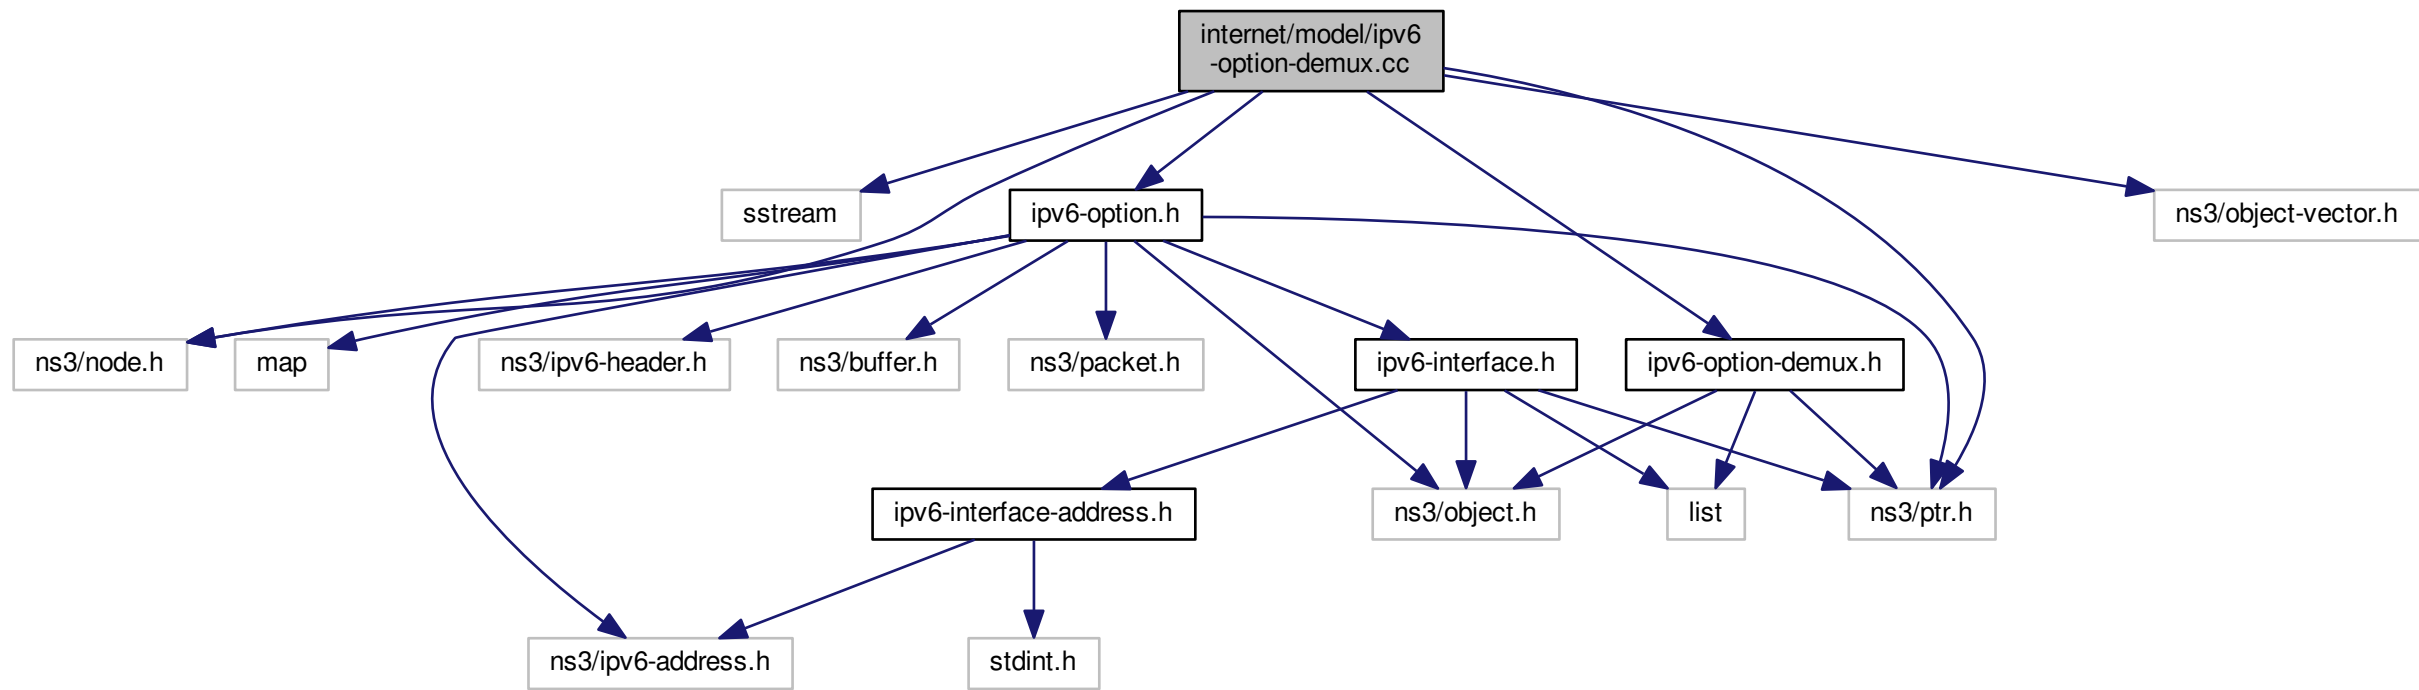 internet/model/ipv6
-option-demux.cc
sstream
ipv6-option.h
ns3/object-vector.h
ns3/node.h
map
ns3/ipv6-header.h
ns3/buffer.h
ns3/packet.h
ipv6-interface.h
ipv6-option-demux.h
ipv6-interface-address.h
ns3/object.h
list
ns3/ptr.h
ns3/ipv6-address.h
stdint.h